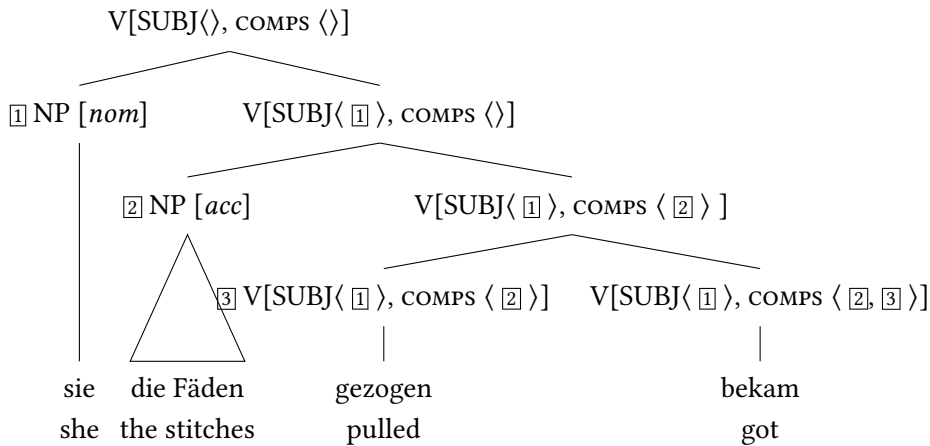 V[SUBJ⟨⟩, COMPS ⟨⟩]
1 NP [nom] V[SUBJ⟨ 1 ⟩, COMPS ⟨⟩]
2 NP [acc] V[SUBJ⟨ 1 ⟩, COMPS ⟨ 2 ⟩ ]
3 V[SUBJ⟨ 1 ⟩, COMPS ⟨ 2 ⟩] V[SUBJ⟨ 1 ⟩, COMPS ⟨ 2, 3 ⟩]
sie die Fäden gezogen bekam
she the stitches pulled got